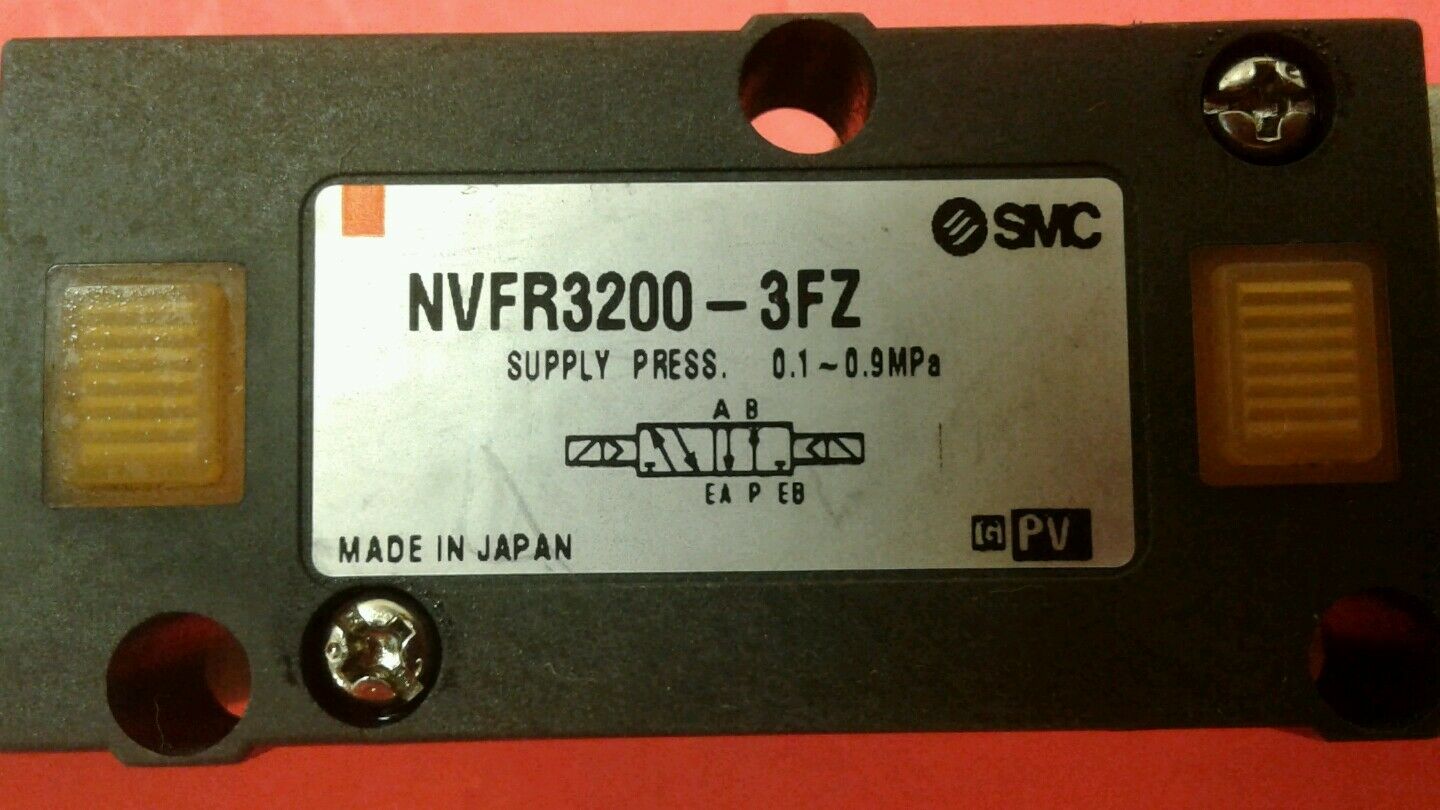 SMC
NVFR3200-3FZ
SUPPLY PRESS. 0.1~0.9MPa
A B
EA P EB
MADE IN JAPAN
PV